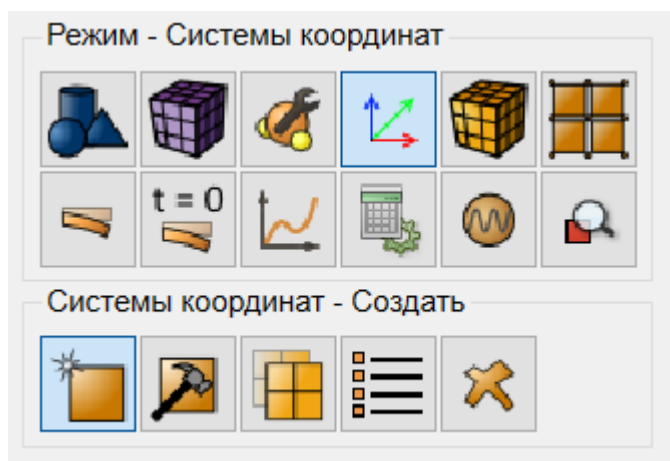 Режим - Системы координат
t = 0
Системы координат - Создать